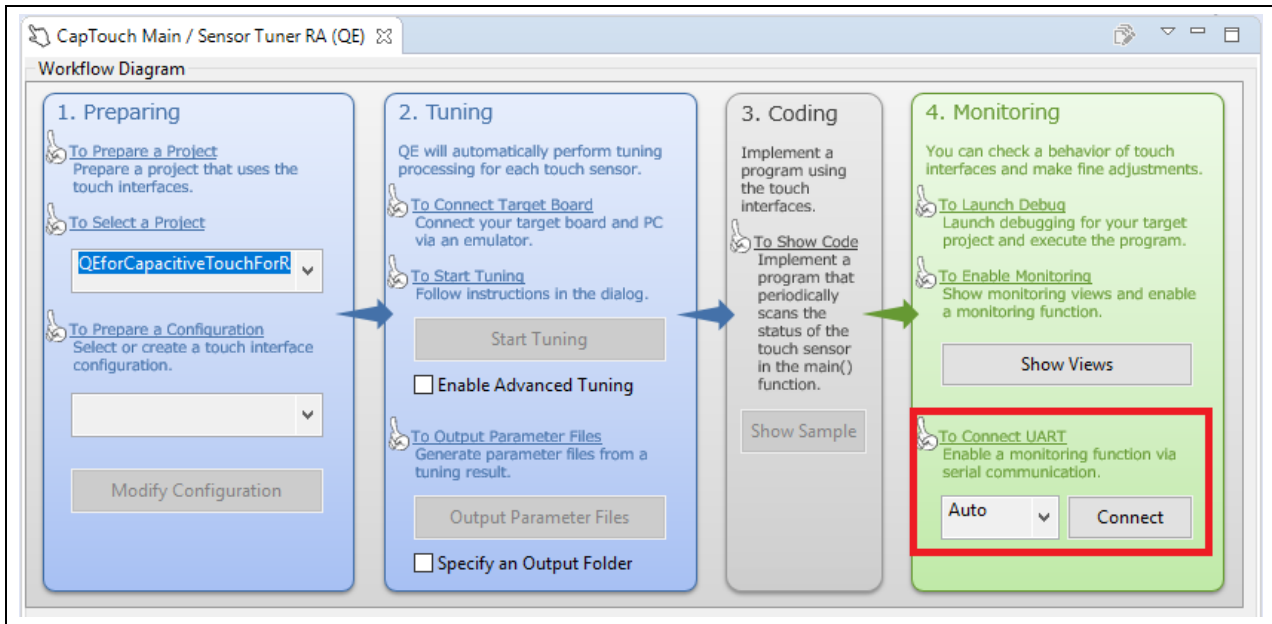 CapTouch Main / Sensor Tuner RA (QE)
Workflow Diagram
1. Preparing
To Prepare a Project
Prepare a project that uses the
touch interfaces.
To Select a Project
QEforCapacitiveTouchForR
To Prepare a Configuration
Select or create a touch interface
configuration.
Modify Configuration
2. Tuning
QE will automatically perform tuning
processing for each touch sensor.
To Connect Target Board
Connect your target board and PC
via an emulator.
To Start Tuning
Follow instructions in the dialog.
Start Tuning
Enable Advanced Tuning
To Output Parameter Files
Generate parameter files from a
tuning result.
Output Parameter Files
Specify an Output Folder
3. Coding
Implement a
program using
the touch
interfaces.
To Show Code
Implement a
program that
periodically
scans the
status of the
touch sensor
in the main()
function.
Show Sample
4. Monitoring
You can check a behavior of touch
interfaces and make fine adjustments.
To Launch Debug
Launch debugging for your target
project and execute the program.
To Enable Monitoring
Show monitoring views and enable
a monitoring function.
Show Views
To Connect UART
Enable a monitoring function via
serial communication.
Auto
Connect